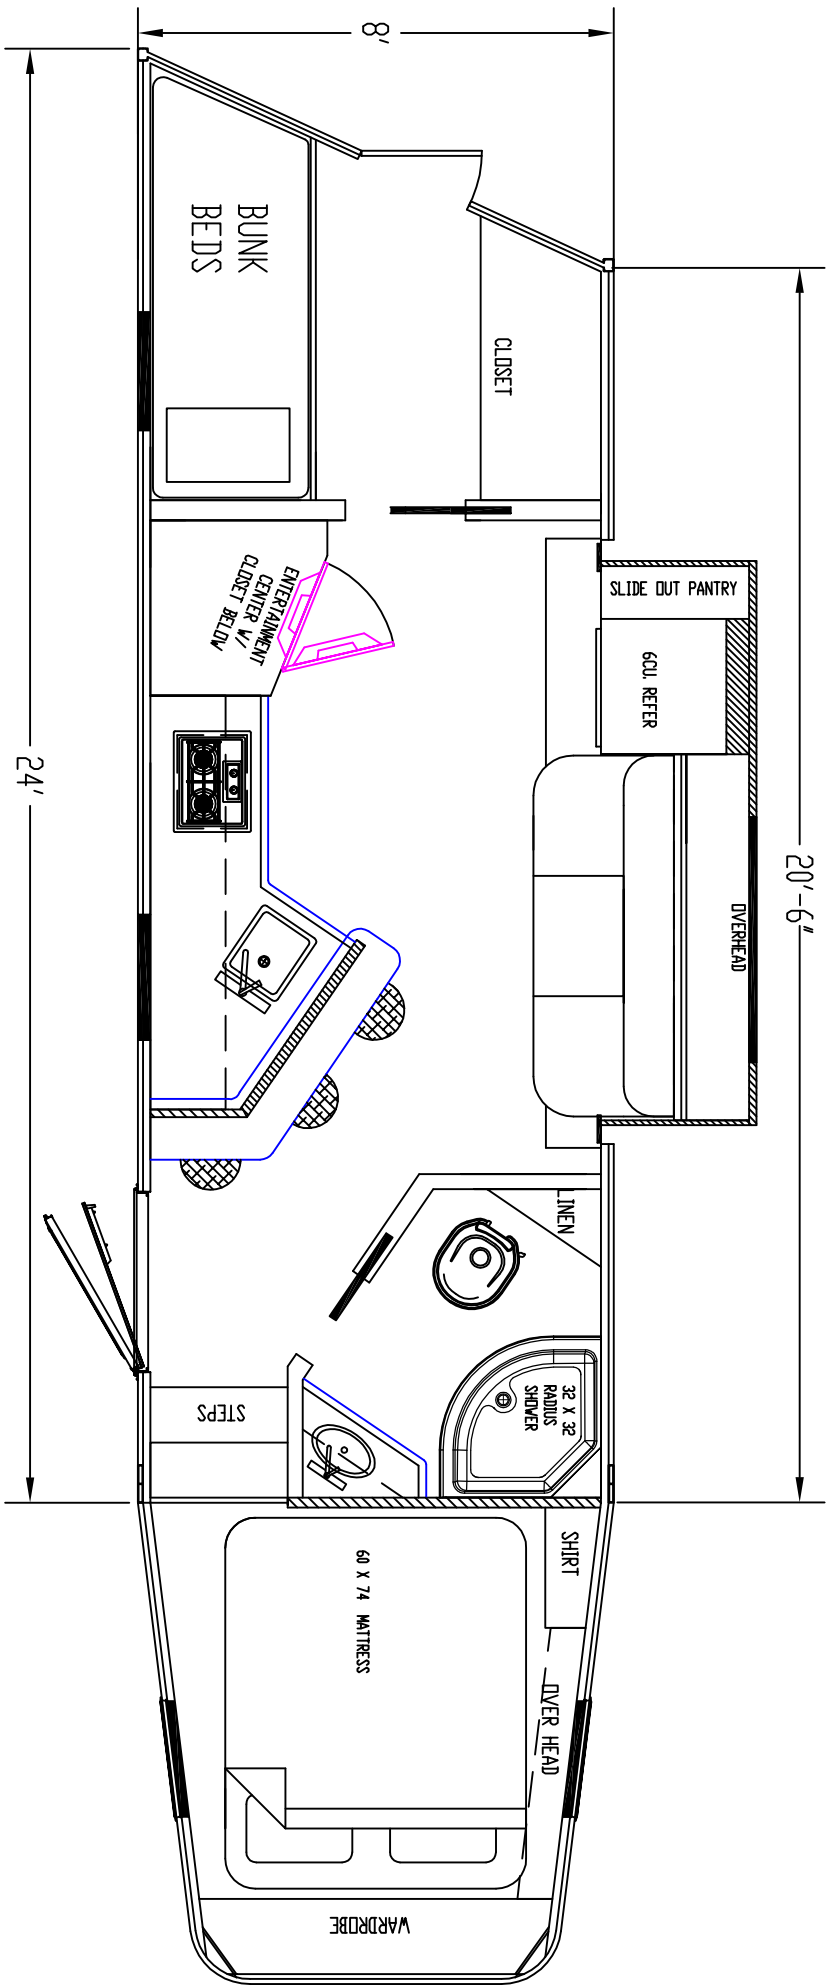 8'
24'
20'-6"
BUNK
BEDS
CLOSET
ENTERTAINMENT
CENTER W/
CLOSET BELOW
SLIDE OUT PANTRY
6CU. REFER
OVERHEAD
LINEN
32 X 32
RADIUS
SHOWER
STEPS
SHIRT
60 X 74 MATTRESS
OVER HEAD
WARDROBE